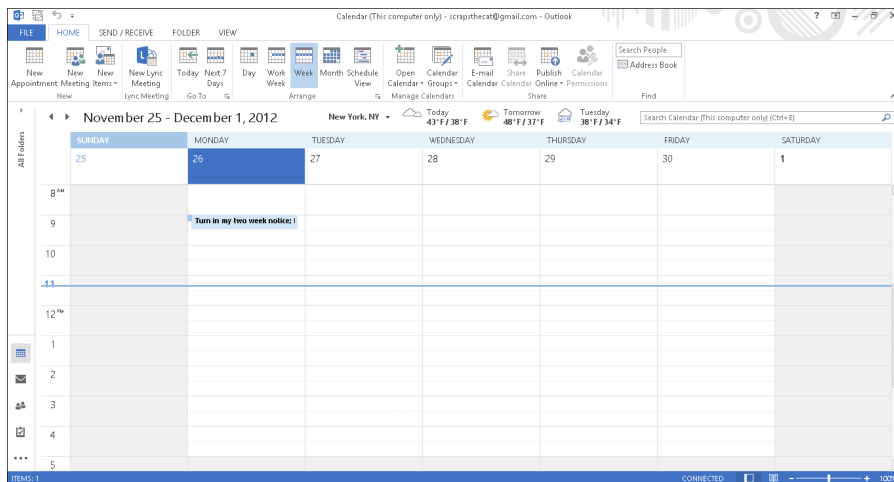 Calendar (This computer only) - scrapsthecat@gmail.com - Outlook
FILE HOME SEND / RECEIVE FOLDER VIEW
New Appointment
New Meeting
New Items
New Lync Meeting
Today
Next 7 Days
Day
Work Week
Week
Month
Schedule View
Open Calendar
Calendar Groups
E-mail Calendar
Share Calendar
Publish Online
Calendar Permissions
Search People
Address Book
New
Lync Meeting
Go To
Arrange
Manage Calendars
Share
Find
All Folders
November 25 - December 1, 2012
New York, NY
Today
43°F / 38°F
Tomorrow
48°F / 37°F
Tuesday
38°F / 34°F
Search Calendar (This computer only) (Ctrl+E)
SUNDAY MONDAY TUESDAY WEDNESDAY THURSDAY FRIDAY SATURDAY
25 26 27 28 29 30 1
8 AM
9
Turn in my two week notice;
10
11
12 PM
1
2
3
4
5
ITEMS: 1
CONNECTED
100%